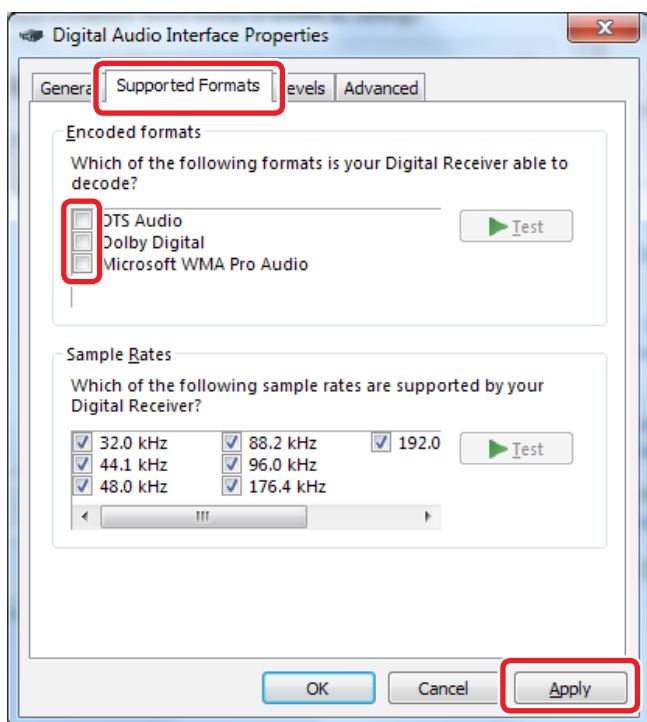 Digital Audio Interface Properties
General Supported Formats Levels Advanced
Encoded formats
Which of the following formats is your Digital Receiver able to
decode?
DTS Audio
Test
Dolby Digital
Microsoft WMA Pro Audio
Sample Rates
Which of the following sample rates are supported by your
Digital Receiver?
32.0 kHz 88.2 kHz 192.0
Test
44.1 kHz 96.0 kHz
48.0 kHz 176.4 kHz
OK Cancel Apply